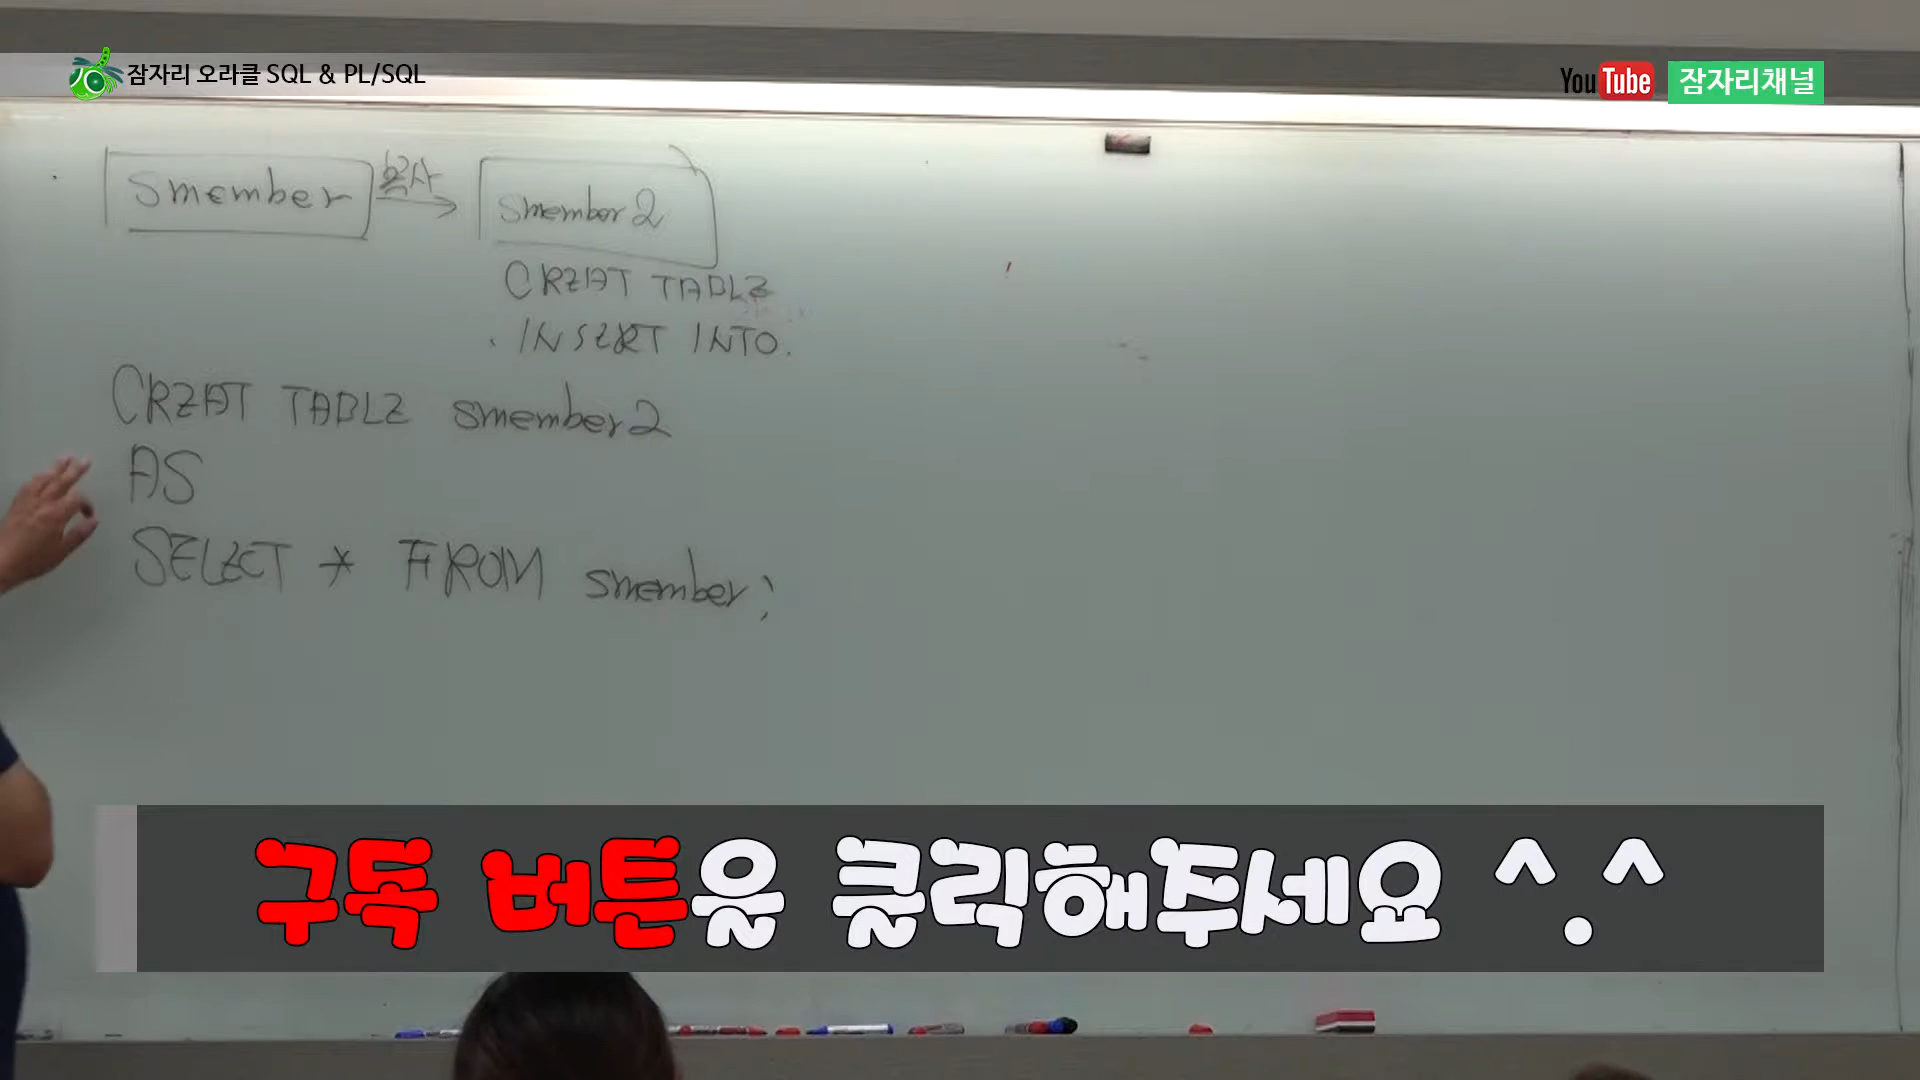 잠자리 오라클 SQL & PL/SQL
YouTube 잠자리채널
smember 복사 smember2
CREAT TABLE
INSERT INTO.
CREAT TABLE smember2
AS
SELECT * FROM smember;
구독 버튼을 클릭해주세요 ^.^